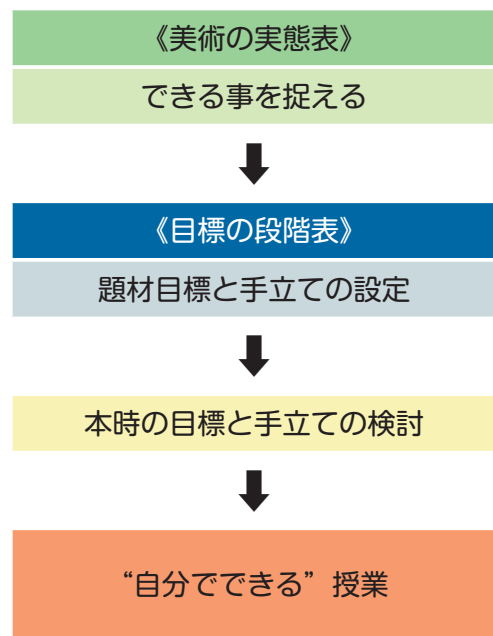 《美術の実態表》
できる事を捉える
《目標の段階表》
題材目標と手立ての設定
本時の目標と手立ての検討
“自分でできる”授業